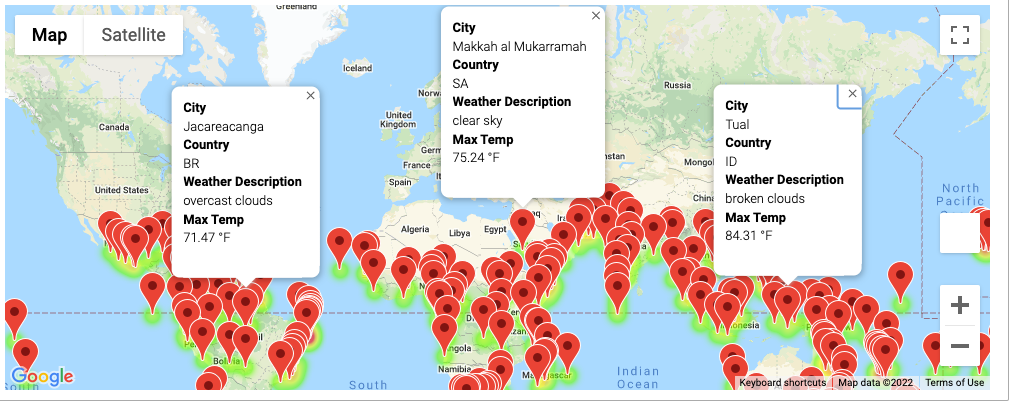 Map
Satellite
Greenland
Iceland
Canada
United States
City
Jacareacanga
Country
BR
Weather Description
overcast clouds
Max Temp
71.47 °F
City
Makkah al Mukarramah
Country
SA
Weather Description
clear sky
Max Temp
75.24 °F
City
Tual
Country
ID
Weather Description
broken clouds
Max Temp
84.31 °F
Russia
United
Kingdom
France
Spain
Algeria
Libya
Egypt
North
Pacific
Angola
Namibia
South
Indian
Ocean
Google
Keyboard shortcuts
Map data ©2022
Terms of Use